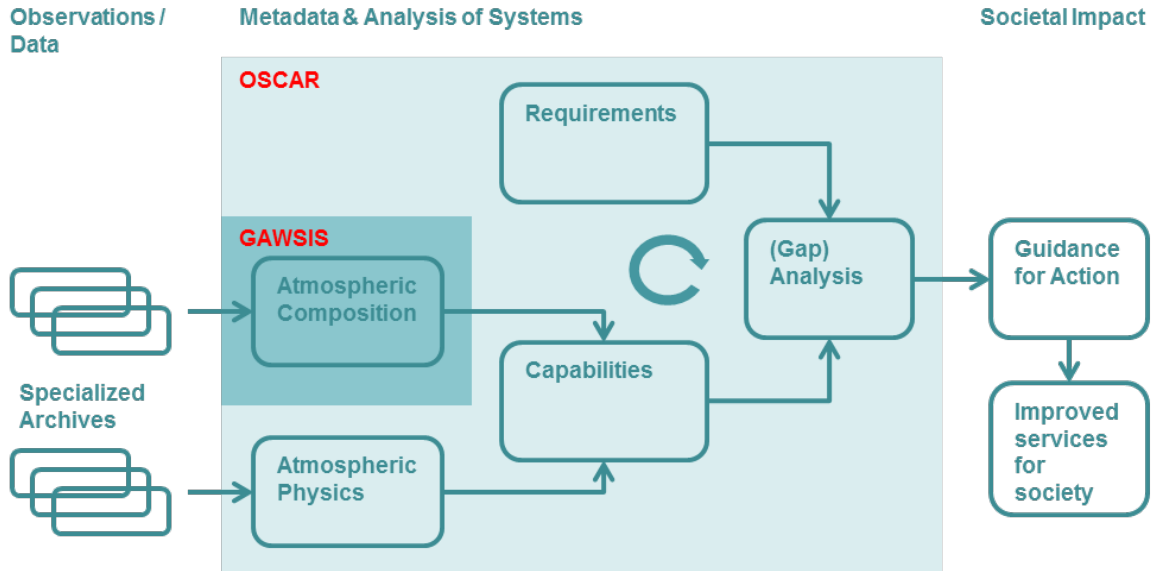 Observations /
Data
Metadata & Analysis of Systems
Societal Impact
OSCAR
Requirements
GAWSIS
Atmospheric
Composition
(Gap)
Analysis
Guidance
for Action
Capabilities
Specialized
Archives
Atmospheric
Physics
Improved
services
for
society